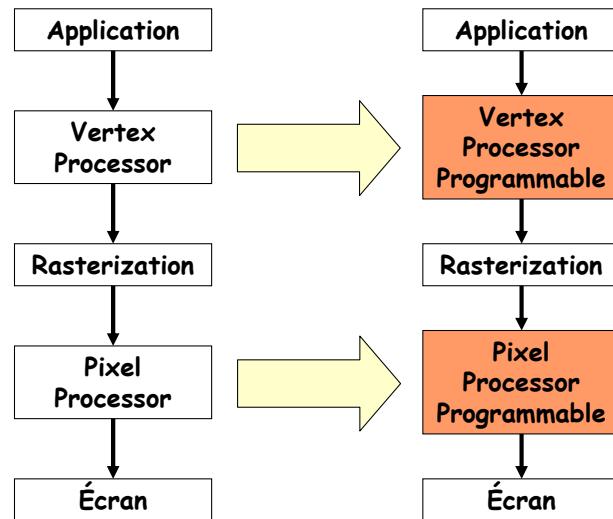 Application
Vertex
Processor
Rasterization
Pixel
Processor
Écran
Application
Vertex
Processor
Programmable
Rasterization
Pixel
Processor
Programmable
Écran